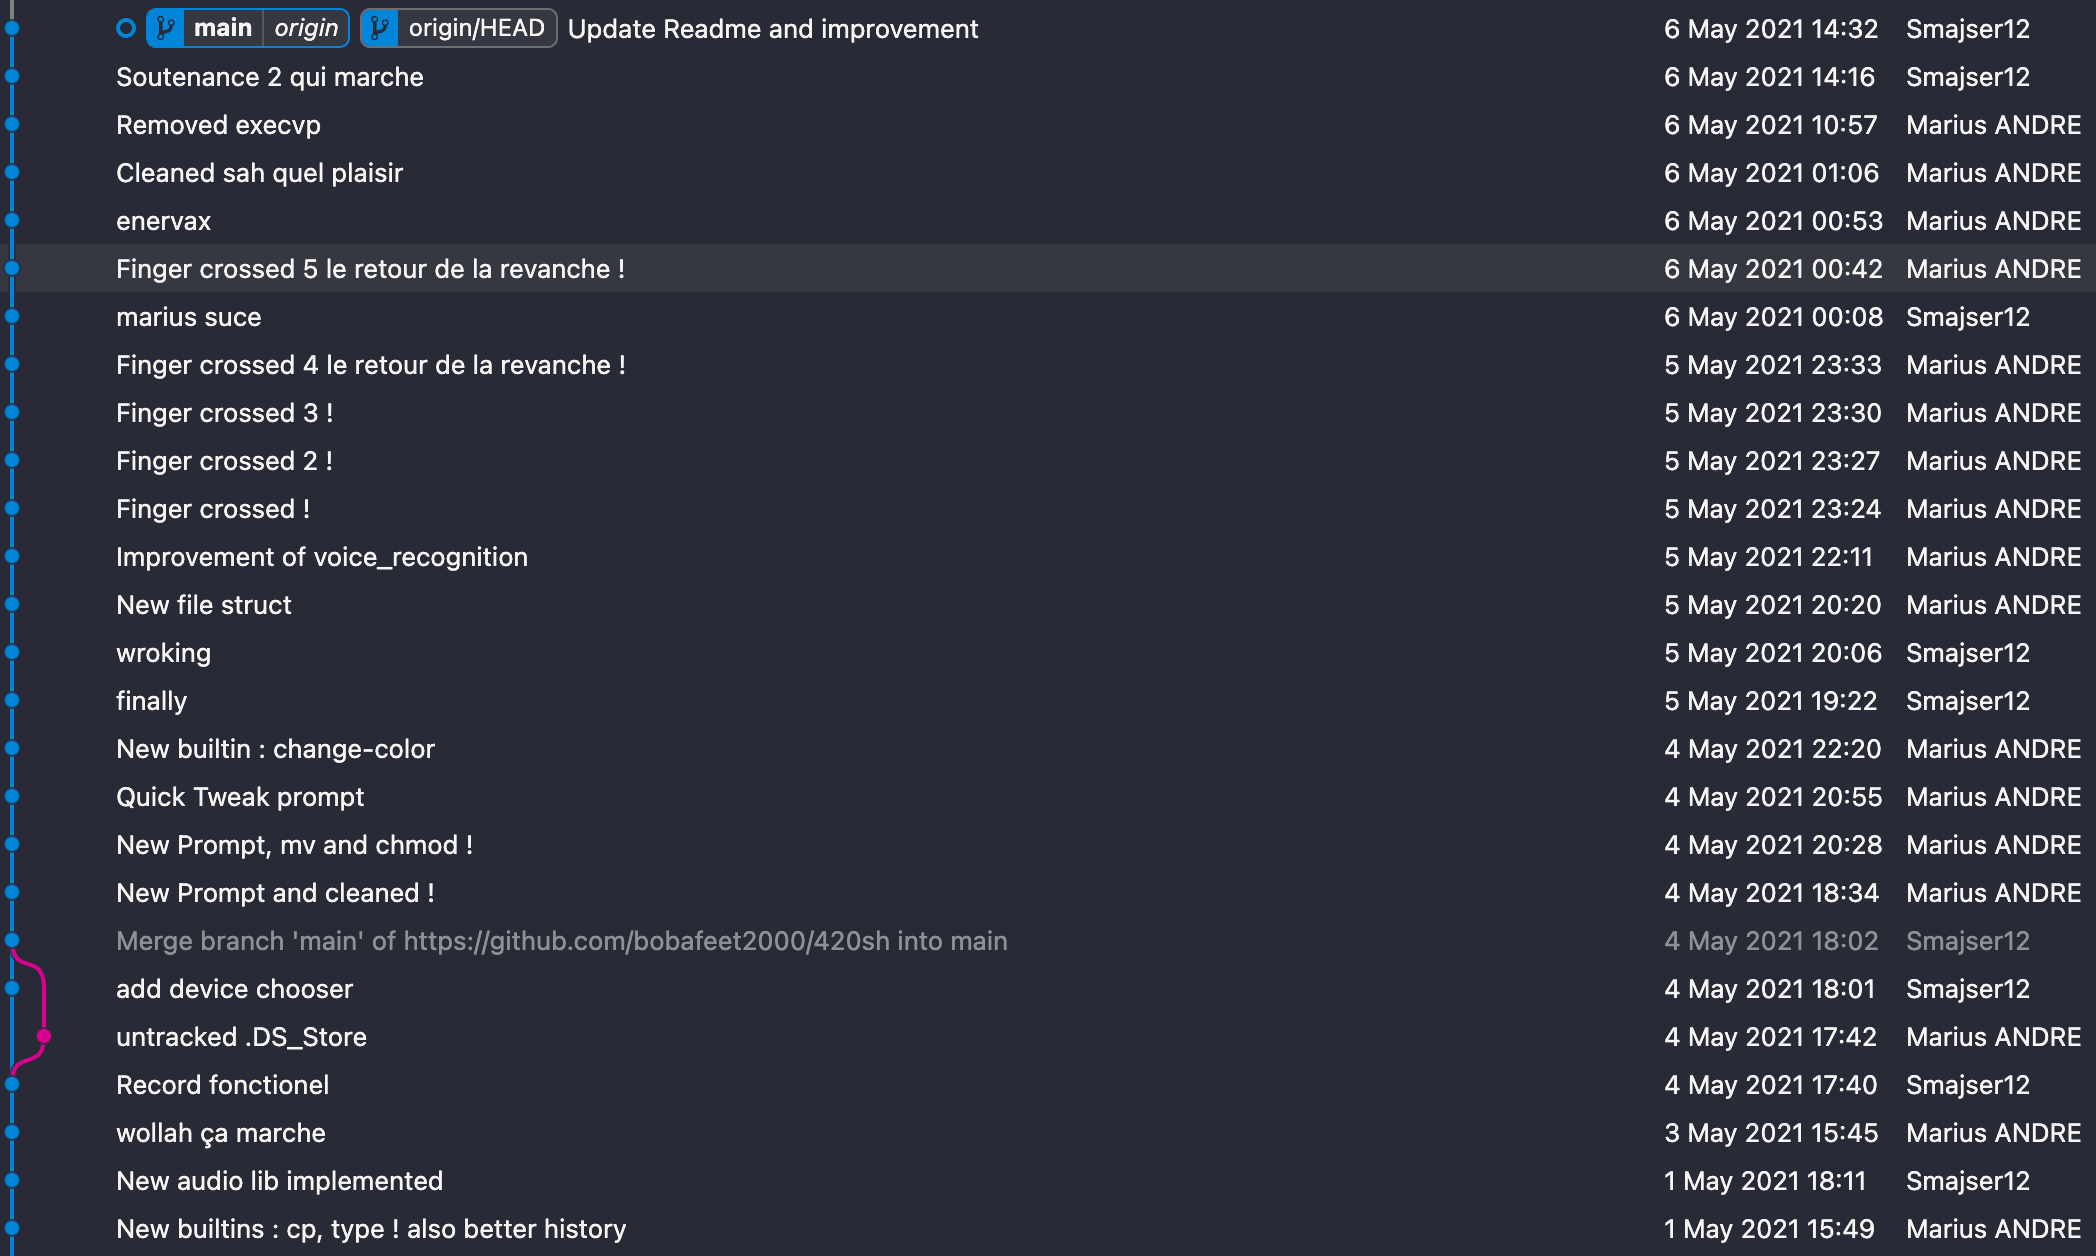 main origin origin/HEAD Update Readme and improvement 6 May 2021 14:32 Smajser12
Soutenance 2 qui marche 6 May 2021 14:16 Smajser12
Removed execvp 6 May 2021 10:57 Marius ANDRE
Cleaned sah quel plaisir 6 May 2021 01:06 Marius ANDRE
enervax 6 May 2021 00:53 Marius ANDRE
Finger crossed 5 le retour de la revanche ! 6 May 2021 00:42 Marius ANDRE
marius suce 6 May 2021 00:08 Smajser12
Finger crossed 4 le retour de la revanche ! 5 May 2021 23:33 Marius ANDRE
Finger crossed 3 ! 5 May 2021 23:30 Marius ANDRE
Finger crossed 2 ! 5 May 2021 23:27 Marius ANDRE
Finger crossed ! 5 May 2021 23:24 Marius ANDRE
Improvement of voice_recognition 5 May 2021 22:11 Marius ANDRE
New file struct 5 May 2021 20:20 Marius ANDRE
wroking 5 May 2021 20:06 Smajser12
finally 5 May 2021 19:22 Smajser12
New builtin : change-color 4 May 2021 22:20 Marius ANDRE
Quick Tweak prompt 4 May 2021 20:55 Marius ANDRE
New Prompt, mv and chmod ! 4 May 2021 20:28 Marius ANDRE
New Prompt and cleaned ! 4 May 2021 18:34 Marius ANDRE
Merge branch 'main' of https://github.com/bobafeet2000/420sh into main 4 May 2021 18:02 Smajser12
add device chooser 4 May 2021 18:01 Smajser12
untracked .DS_Store 4 May 2021 17:42 Marius ANDRE
Record fonctionel 4 May 2021 17:40 Smajser12
wollah ça marche 3 May 2021 15:45 Marius ANDRE
New audio lib implemented 1 May 2021 18:11 Smajser12
New builtins : cp, type ! also better history 1 May 2021 15:49 Marius ANDRE